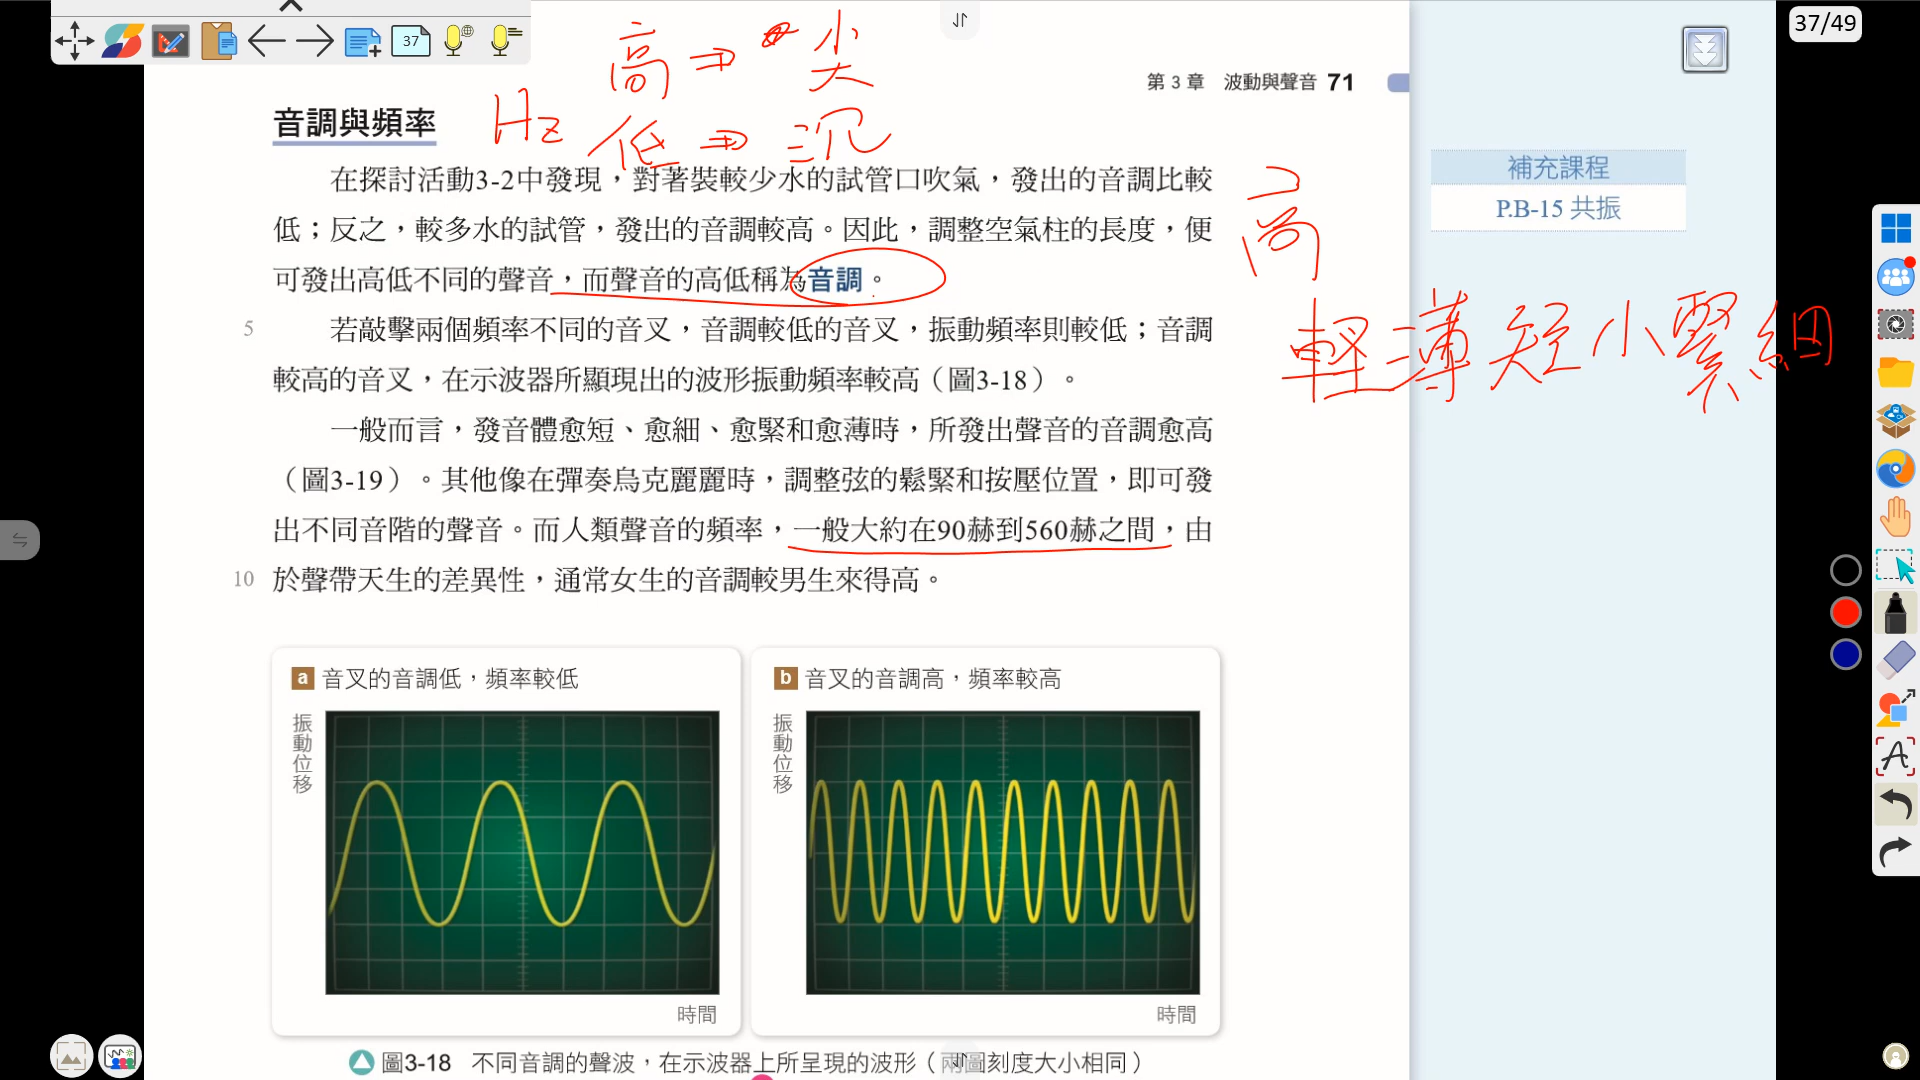 37/49
37
高 ⇒ 尖
第 3 章 波動與聲音 71
音調與頻率
Hz 低 ⇒ 沉
在探討活動3-2中發現，對著裝較少水的試管口吹氣，發出的音調比較
低；反之，較多水的試管，發出的音調較高。因此，調整空氣柱的長度，便
可發出高低不同的聲音，而聲音的高低稱為音調。
5 若敲擊兩個頻率不同的音叉，音調較低的音叉，振動頻率則較低；音調
較高的音叉，在示波器所顯現出的波形振動頻率較高（圖3-18）。
一般而言，發音體愈短、愈細、愈緊和愈薄時，所發出聲音的音調愈高
（圖3-19）。其他像在彈奏烏克麗麗時，調整弦的鬆緊和按壓位置，即可發
出不同音階的聲音。而人類聲音的頻率，一般大約在90赫到560赫之間，由
10 於聲帶天生的差異性，通常女生的音調較男生來得高。
高
輕薄短小緊細
補充課程
P.B-15 共振
a 音叉的音調低，頻率較低
振動位移
時間
b 音叉的音調高，頻率較高
振動位移
時間
圖3-18 不同音調的聲波，在示波器上所呈現的波形（兩圖刻度大小相同）